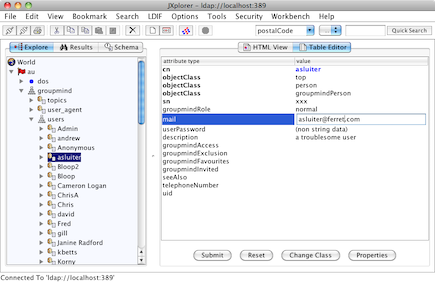 JXplorer - ldap://localhost:389
File Edit View Bookmark Search LDIF Options Tools Security Workbench Help
postalCode
Quick Search
Explore Results Schema
HTML View Table Editor
World
au
dos
groupmind
topics
user_agent
users
Admin
andrew
Anonymous
asluiter
Bloop2
Bloop
Cameron Logan
ChrisA
Chris
david
Fred
gill
Janine Radford
kbetts
Korny
attribute type value
cn asluiter
objectClass top
objectClass person
objectClass groupmindPerson
sn xxx
groupmindRole normal
mail asluiter@ferret.com
userPassword (non string data)
description a troublesome user
groupmindAccess
groupmindExclusion
groupmindFavourites
groupmindInvited
seeAlso
telephoneNumber
uid
Submit Reset Change Class Properties
Connected To 'ldap://localhost:389'